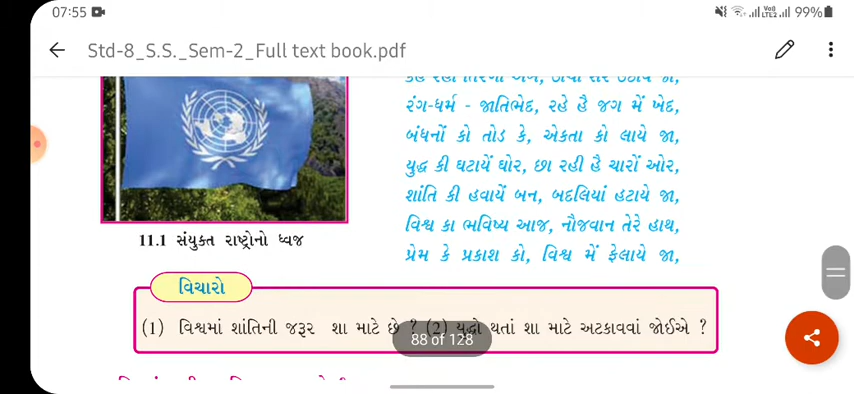 07:55
99%
Std-8_S.S._Sem-2_Full text book.pdf
રંગ-ધર્મ - જાતિભેદ, રહે હૈ જગ મેં ખેદ,
બંધનોં કો તોડ કે, એકતા કો લાયે જા,
યુદ્ધ કી ઘટાયેં ઘોર, છા રહી હૈ ચારોં ઓર,
શાંતિ કી હવાયેં બન, બદલિયાં હટાયે જા,
વિશ્વ કા ભવિષ્ય આજ, નૌજવાન તેરે હાથ,
પ્રેમ કે પ્રકાશ કો, વિશ્વ મેં ફેલાયે જા,
11.1 સંયુક્ત રાષ્ટ્રોનો ધ્વજ
વિચારો
(1) વિશ્વમાં શાંતિની જરૂર શા માટે છે ? (2) યુદ્ધો થતાં શા માટે અટકાવવાં જોઈએ ?
88 of 128